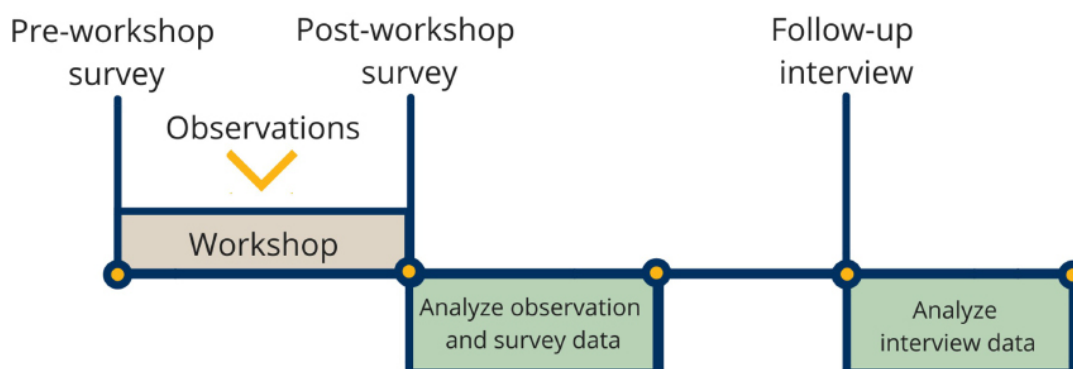 Pre-workshop
survey
Post-workshop
survey
Follow-up
interview
Observations
Workshop
Analyze observation
and survey data
Analyze
interview data